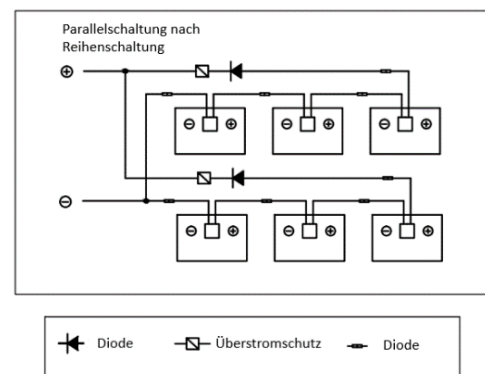 Parallelschaltung nach
Reihenschaltung
Diode
Überstromschutz
Diode